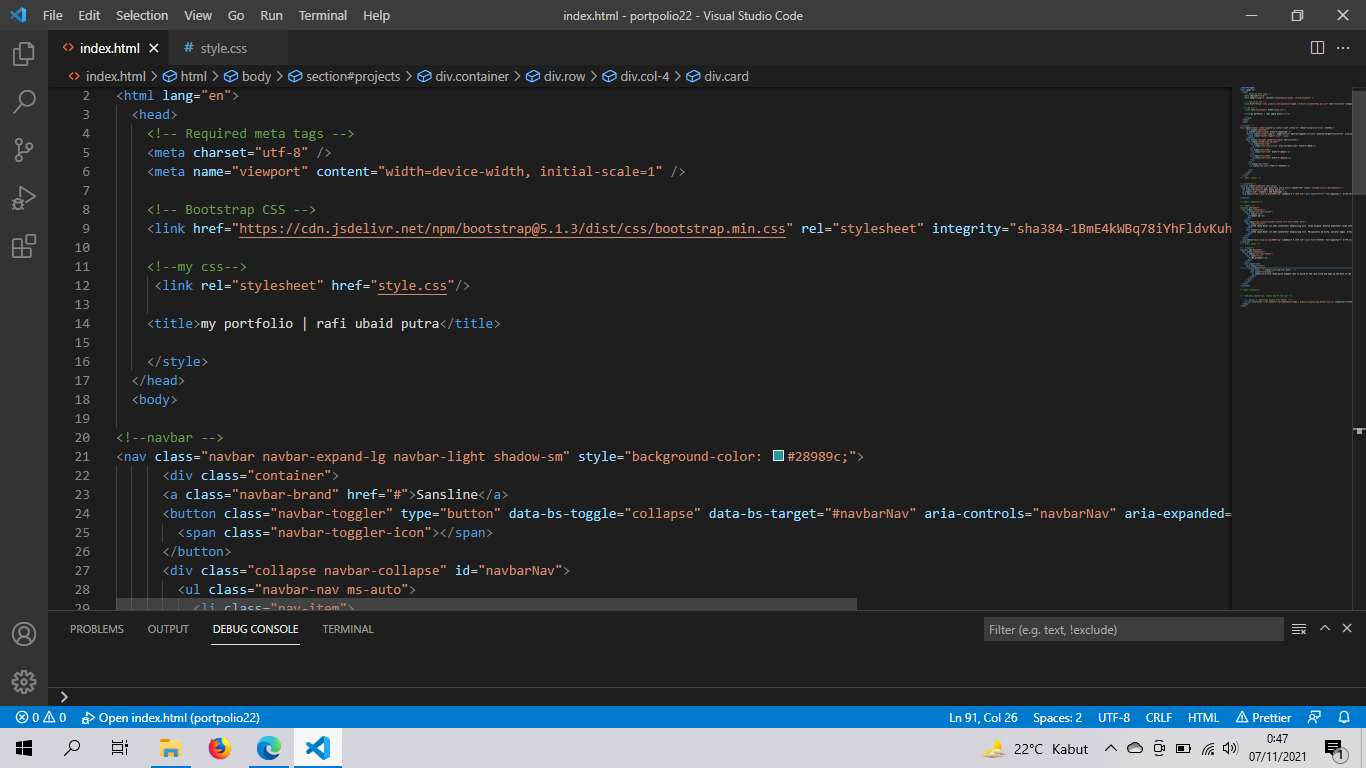 File Edit Selection View Go Run Terminal Help
index.html - portpolio22 - Visual Studio Code
index.html
style.css
index.html > html > body > section#projects > div.container > div.row > div.col-4 > div.card
2 <html lang="en">
3 <head>
4 <!-- Required meta tags -->
5 <meta charset="utf-8" />
6 <meta name="viewport" content="width=device-width, initial-scale=1" />
7
8 <!-- Bootstrap CSS -->
9 <link href="https://cdn.jsdelivr.net/npm/bootstrap@5.1.3/dist/css/bootstrap.min.css" rel="stylesheet" integrity="sha384-1BmE4kWBq78iYhFldvKuh
10
11 <!--my css-->
12 <link rel="stylesheet" href="style.css"/>
13
14 <title>my portfolio | rafi ubaid putra</title>
15
16 </style>
17 </head>
18 <body>
19
20 <!--navbar -->
21 <nav class="navbar navbar-expand-lg navbar-light shadow-sm" style="background-color: #28989c;">
22 <div class="container">
23 <a class="navbar-brand" href="#">Sansline</a>
24 <button class="navbar-toggler" type="button" data-bs-toggle="collapse" data-bs-target="#navbarNav" aria-controls="navbarNav" aria-expanded=
25 <span class="navbar-toggler-icon"></span>
26 </button>
27 <div class="collapse navbar-collapse" id="navbarNav">
28 <ul class="navbar-nav ms-auto">
29 <li class="nav-item">
PROBLEMS OUTPUT DEBUG CONSOLE TERMINAL
Filter (e.g. text, !exclude)
0 0 Open index.html (portpolio22)
Ln 91, Col 26 Spaces: 2 UTF-8 CRLF HTML Prettier
22°C Kabut
0:47
07/11/2021
1